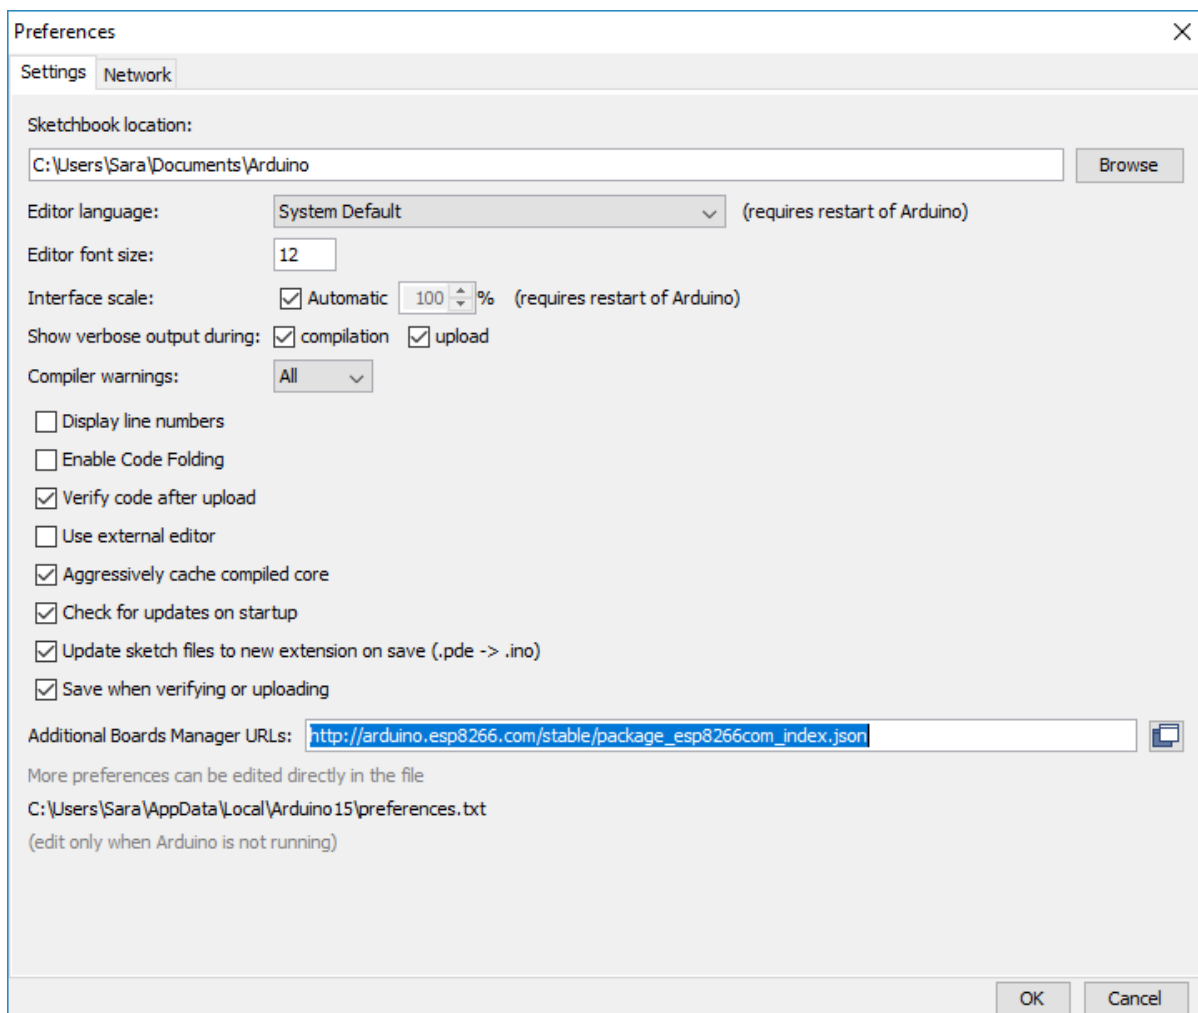 Preferences
Settings Network
Sketchbook location:
C:\Users\Sara\Documents\Arduino Browse
Editor language: System Default (requires restart of Arduino)
Editor font size: 12
Interface scale: Automatic 100 % (requires restart of Arduino)
Show verbose output during: compilation upload
Compiler warnings: All
Display line numbers
Enable Code Folding
Verify code after upload
Use external editor
Aggressively cache compiled core
Check for updates on startup
Update sketch files to new extension on save (.pde -> .ino)
Save when verifying or uploading
Additional Boards Manager URLs: http://arduino.esp8266.com/stable/package_esp8266com_index.json
More preferences can be edited directly in the file
C:\Users\Sara\AppData\Local\Arduino15\preferences.txt
(edit only when Arduino is not running)
OK Cancel